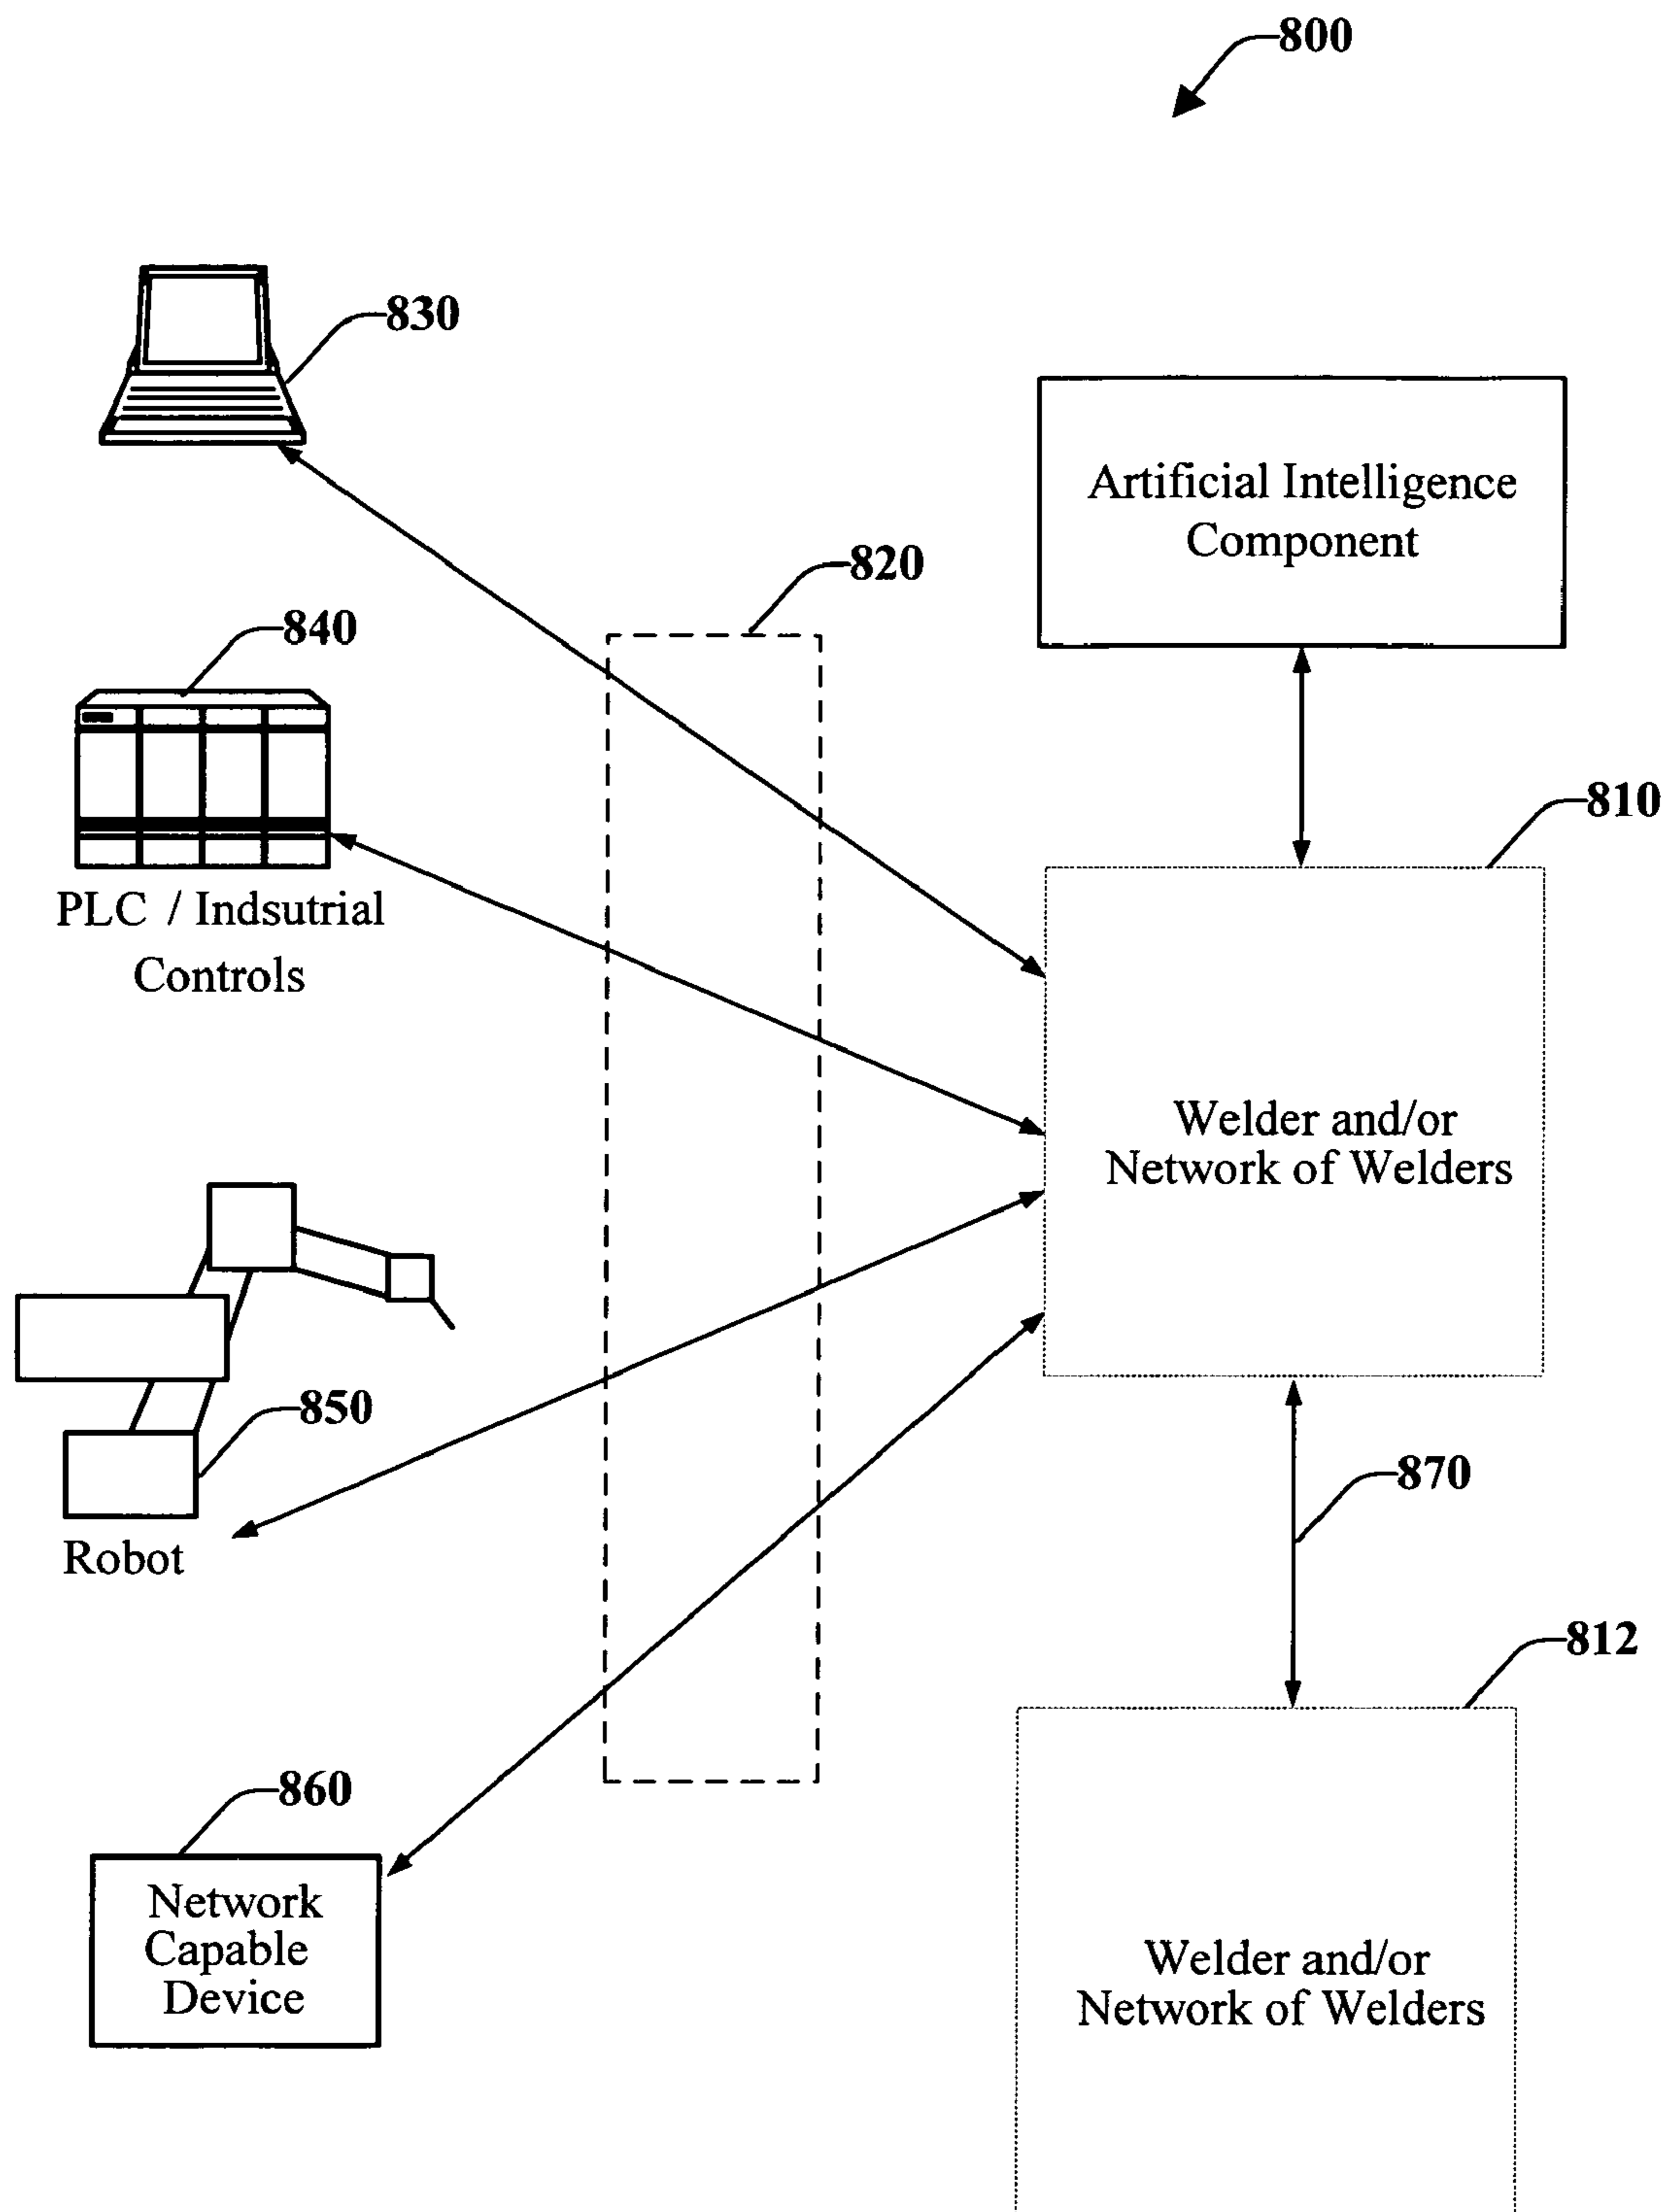 800
830
Artificial Intelligence
Component
820
840
810
PLC / Indsutrial
Controls
Welder and/or
Network of Welders
850
870
Robot
812
860
Network
Capable
Device
Welder and/or
Network of Welders